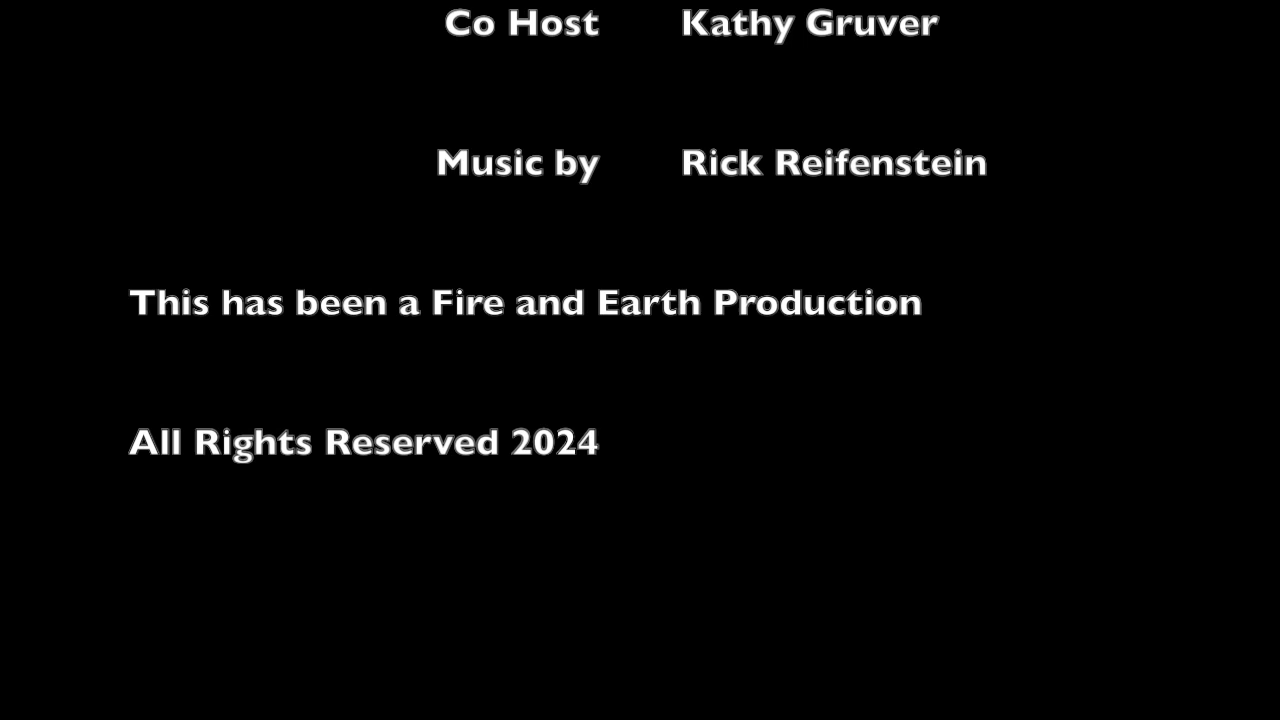 Co Host Kathy Gruver
Music by Rick Reifenstein
This has been a Fire and Earth Production
All Rights Reserved 2024